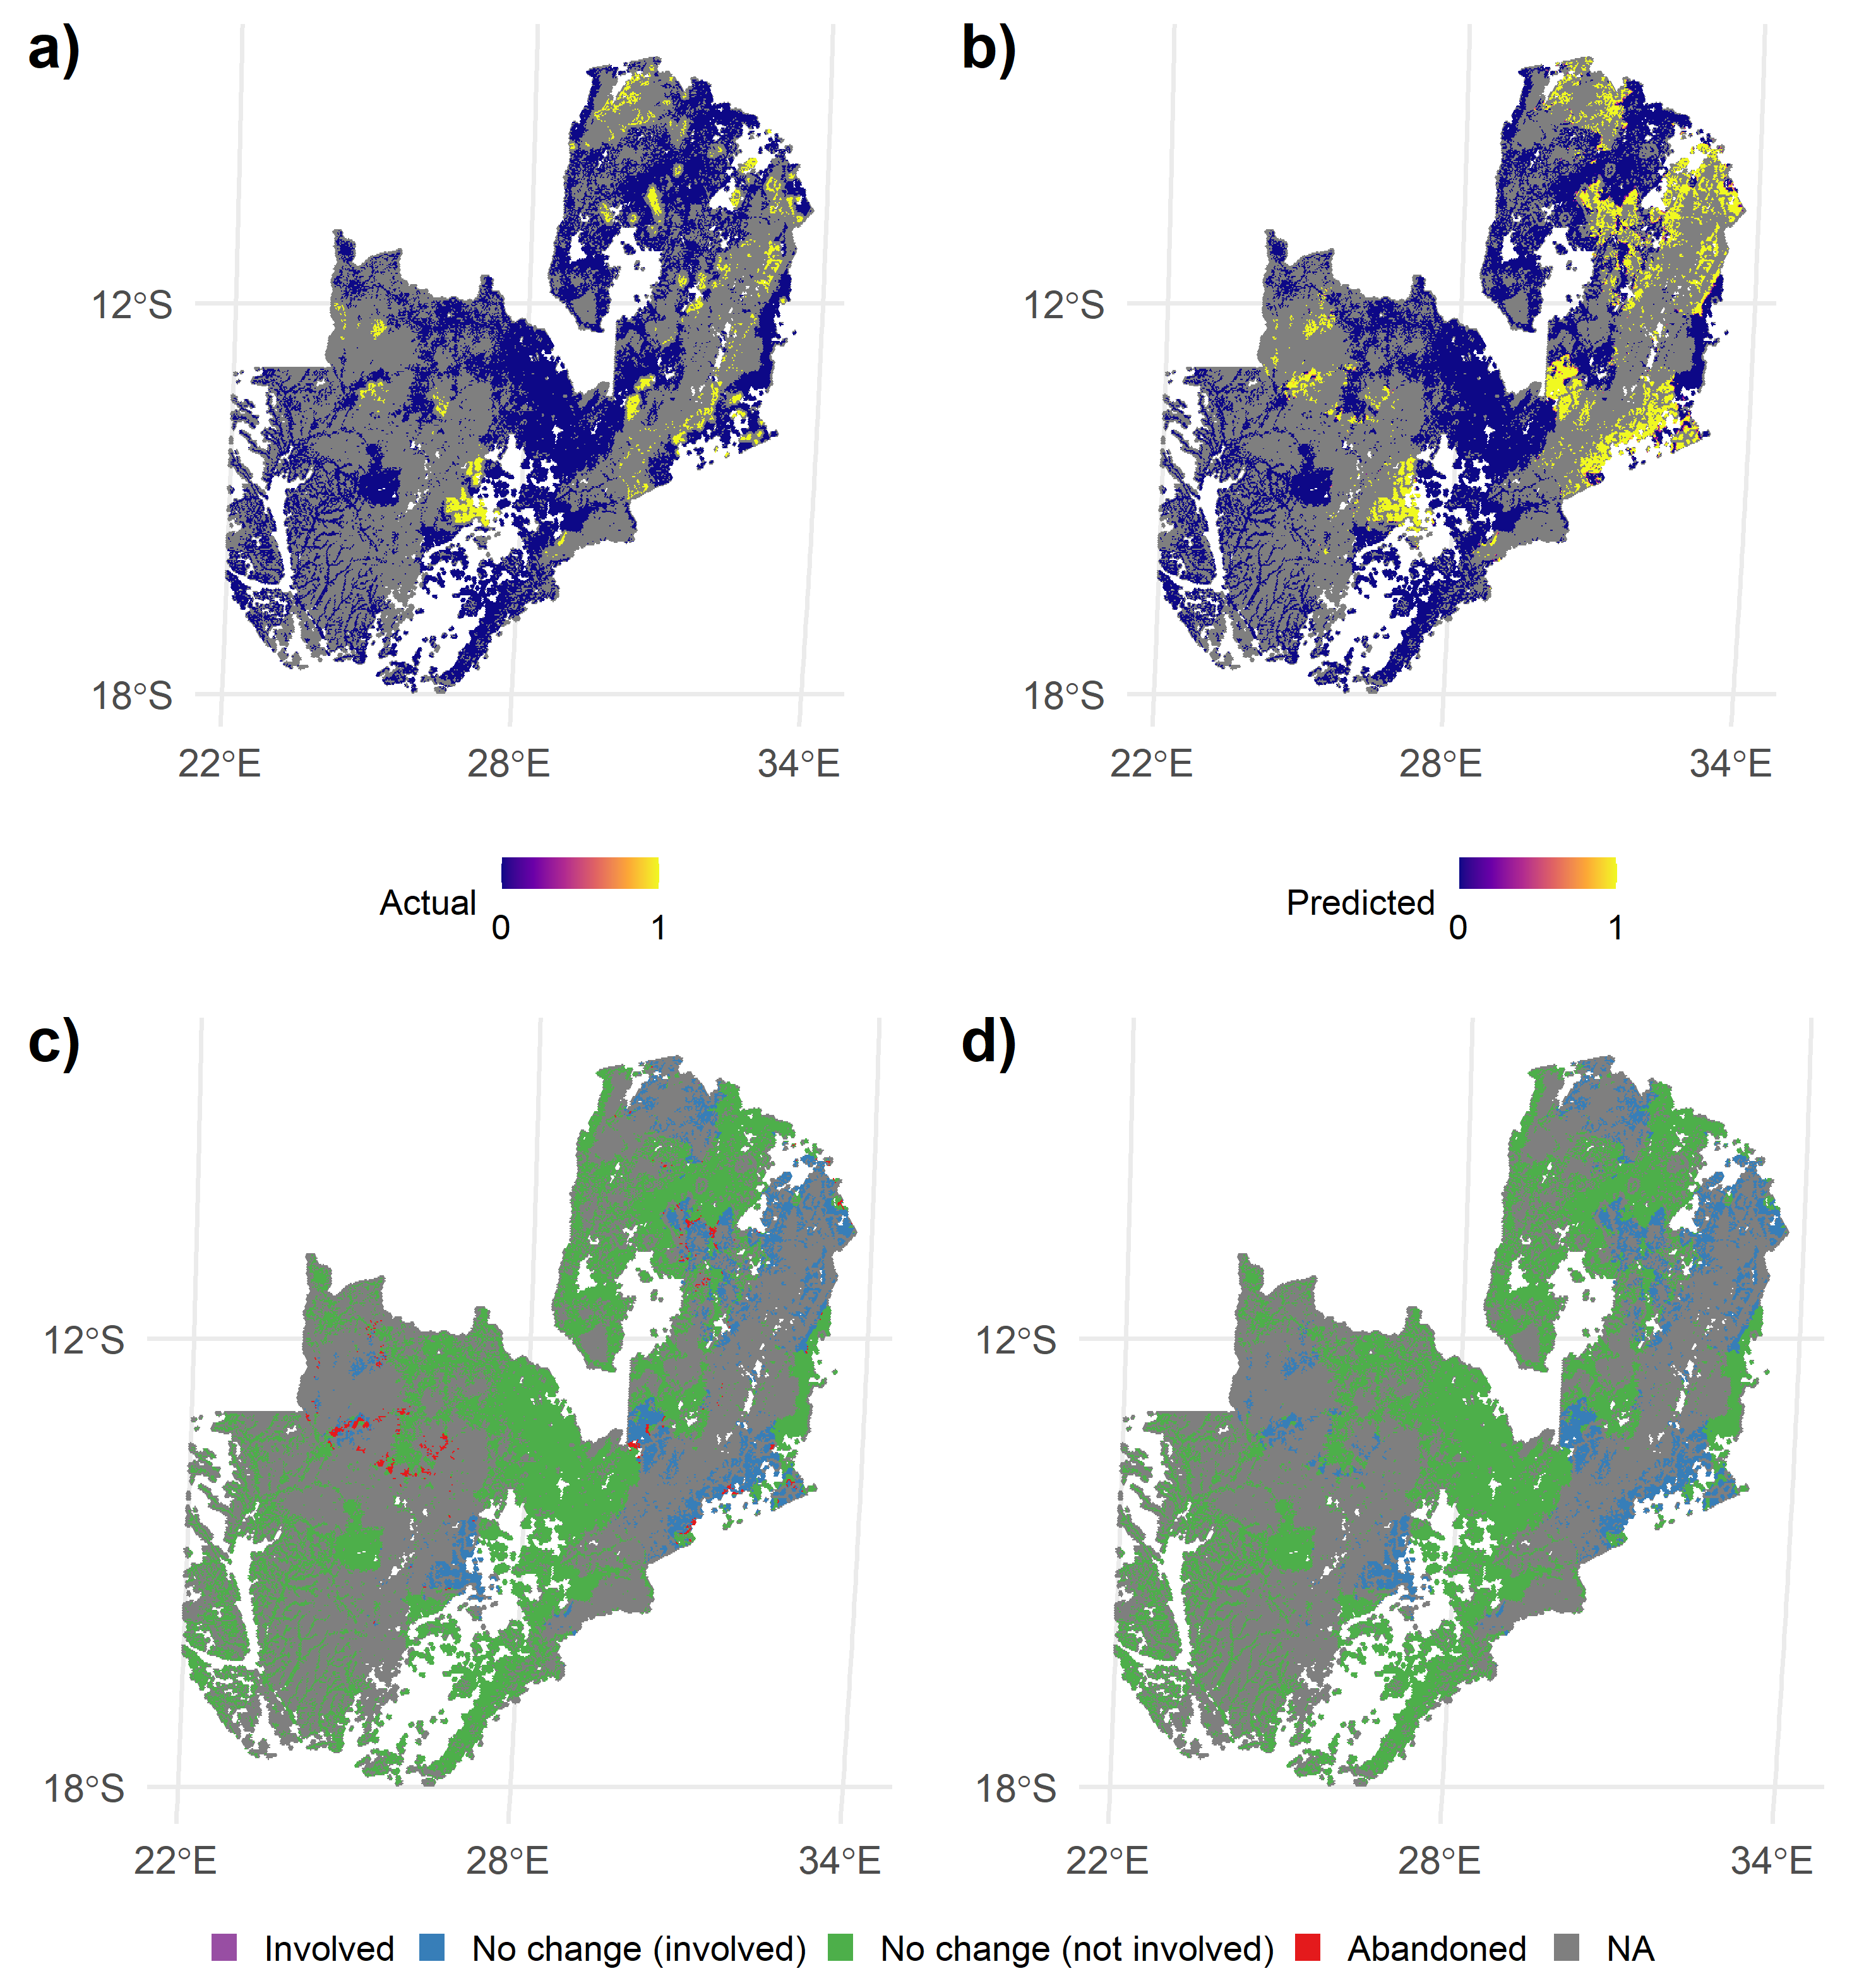 a)
b)
12°S
12°S
18°S
18°S
22°E 28°E 34°E
22°E 28°E 34°E
Actual
0 1
Predicted
0 1
c)
d)
12°S
12°S
18°S
18°S
22°E 28°E 34°E
22°E 28°E 34°E
Involved No change (involved) No change (not involved) Abandoned NA